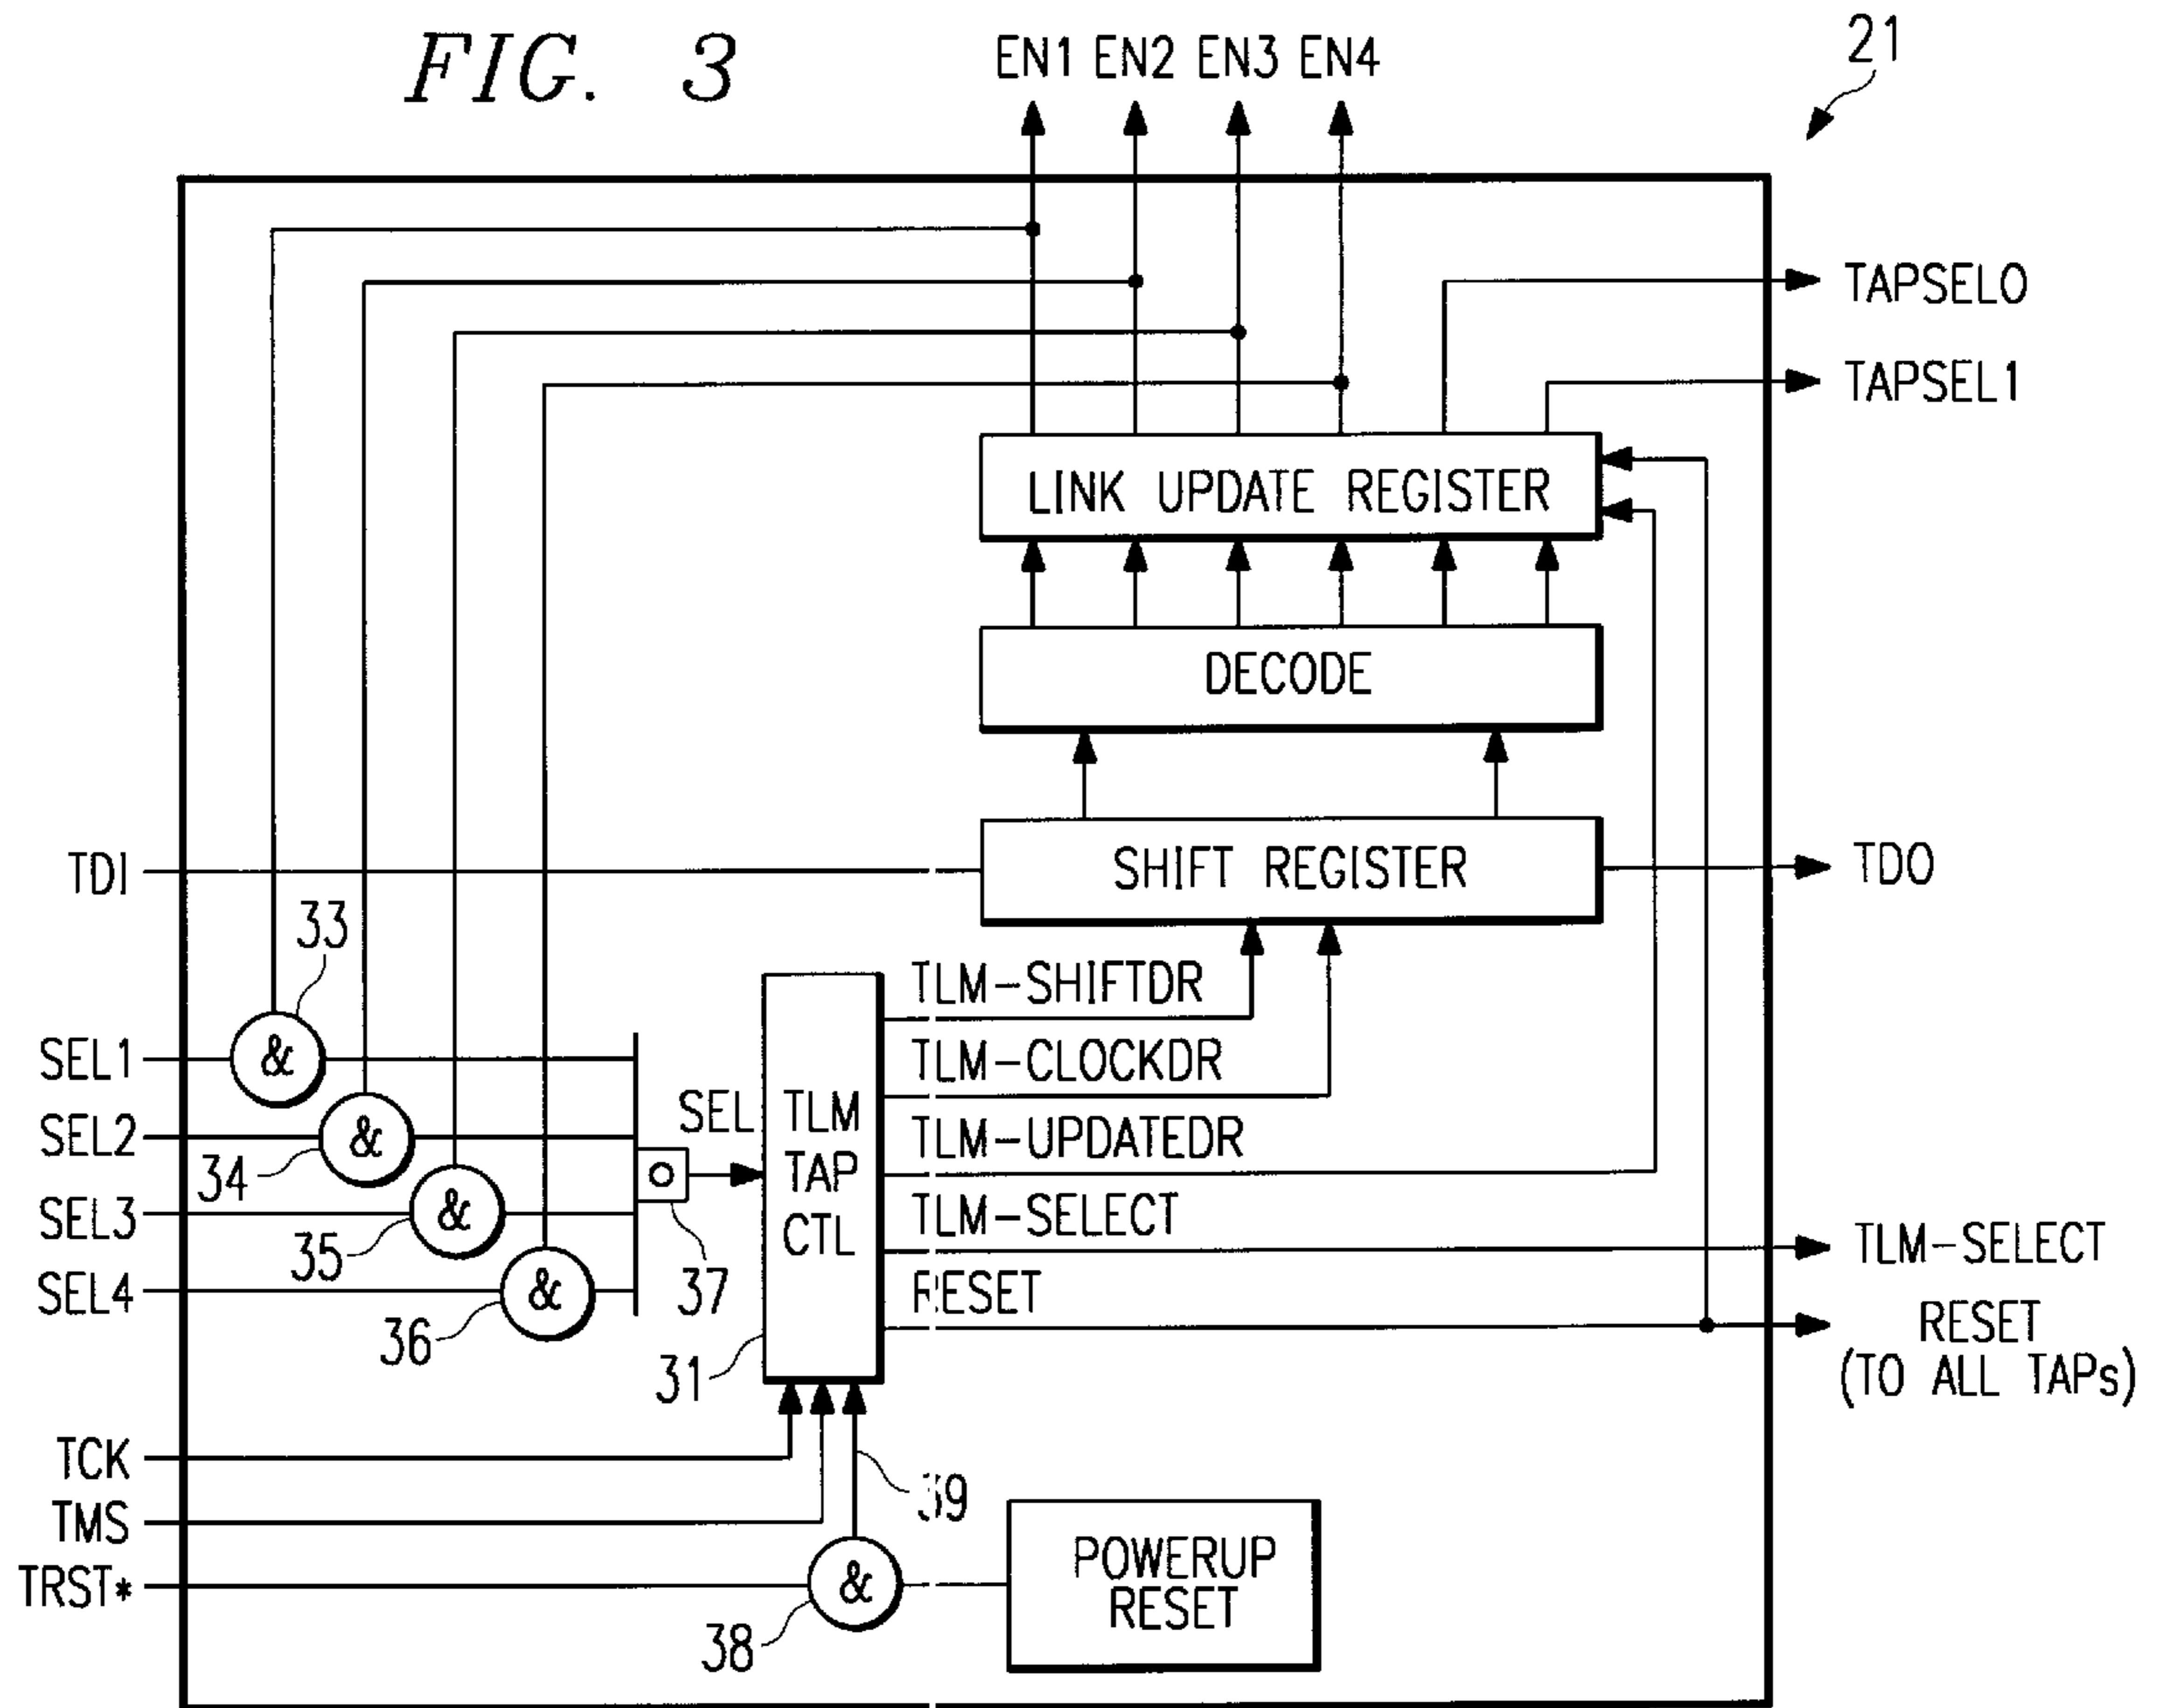 FIG. 3
EN1 EN2 EN3 EN4
21
TAPSEL0
TAPSEL1
LINK UPDATE REGISTER
DECODE
SHIFT REGISTER
TDI
TDO
33
&
SEL1
TLM-SHIFTDR
TLM-CLOCKDR
SEL
TLM
TAP
CTL
SEL2
&
34
TLM-UPDATEDR
SEL3
&
35
TLM-SELECT
TLM-SELECT
SEL4
&
36
37
31
RESET
RESET
(TO ALL TAPs)
TCK
39
TMS
TRST*
&
38
POWERUP
RESET